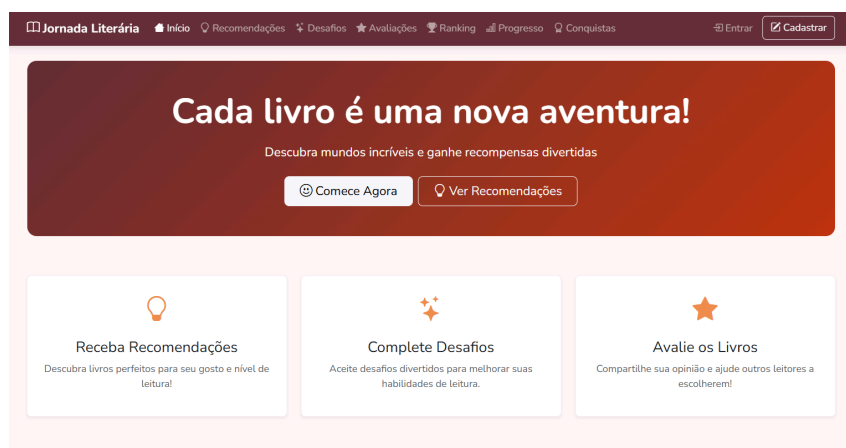 Jornada Literária Início Recomendações Desafios Avaliações Ranking Progresso Conquistas Entrar Cadastrar
Cada livro é uma nova aventura!
Descubra mundos incríveis e ganhe recompensas divertidas
Comece Agora Ver Recomendações
Receba Recomendações
Descubra livros perfeitos para seu gosto e nível de
leitura!
Complete Desafios
Aceite desafios divertidos para melhorar suas
habilidades de leitura.
Avalie os Livros
Compartilhe sua opinião e ajude outros leitores a
escolherem!